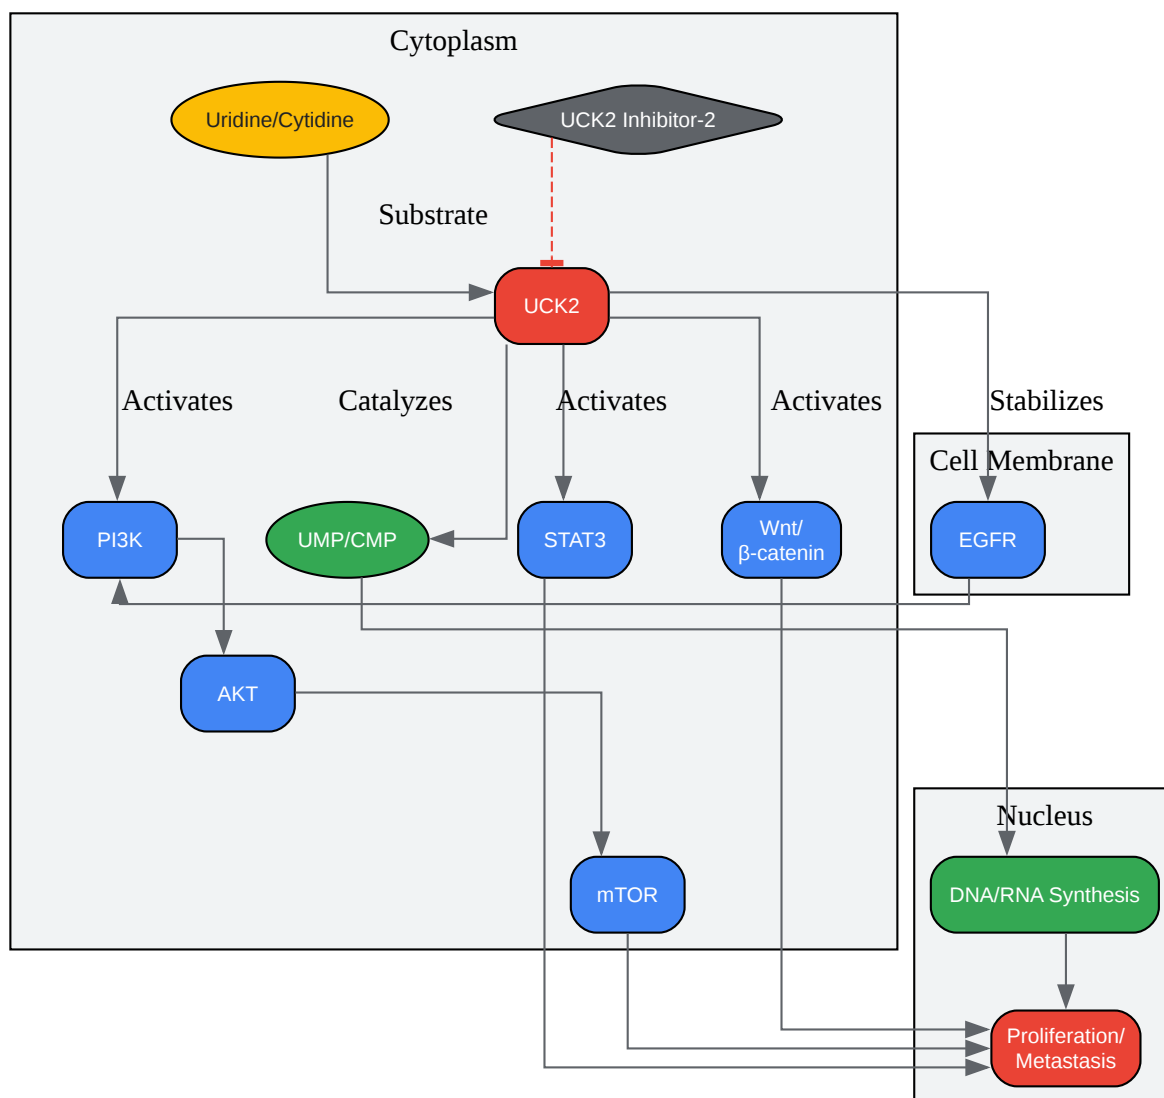 Cytoplasm
Uridine/Cytidine
UCK2 Inhibitor-2
Substrate
UCK2
Activates
Catalyzes
Activates
Activates
Stabilizes
Cell Membrane
PI3K
UMP/CMP
STAT3
Wnt/
β-catenin
EGFR
AKT
Nucleus
mTOR
DNA/RNA Synthesis
Proliferation/
Metastasis